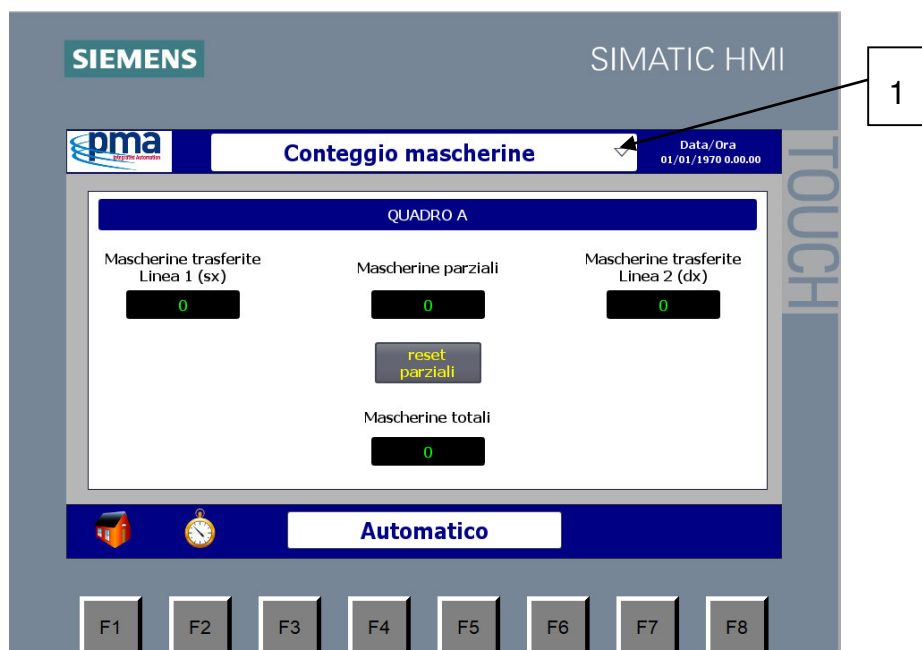 SIEMENS
SIMATIC HMI
1
pma
Integrated Automation
Conteggio mascherine
Data/Ora
01/01/1970 0.00.00
TOUCH
QUADRO A
Mascherine trasferite
Linea 1 (sx)
0
Mascherine parziali
0
Mascherine trasferite
Linea 2 (dx)
0
reset
parziali
Mascherine totali
0
Automatico
F1
F2
F3
F4
F5
F6
F7
F8